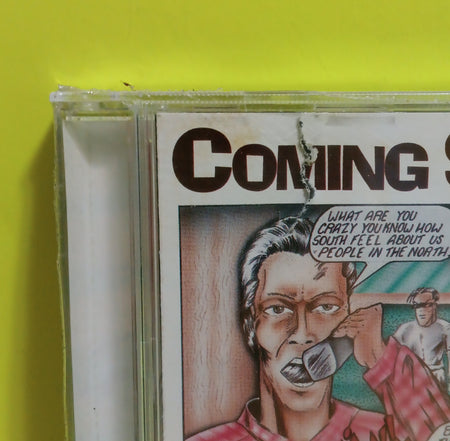 COMING
WHAT ARE YOU
CRAZY YOU KNOW HOW
SOUTH FEEL ABOUT US
PEOPLE IN THE NORTH